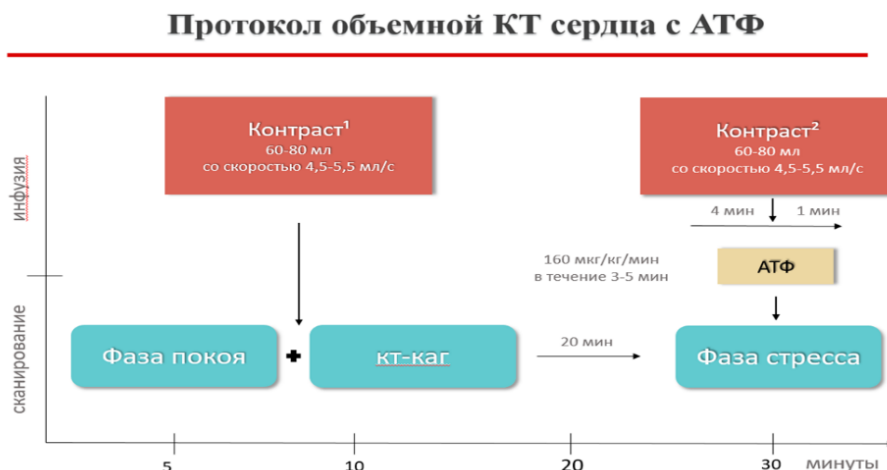 Протокол объемной КТ сердца с АТФ
Контраст¹
60-80 мл
со скоростью 4,5-5,5 мл/с
Контраст²
60-80 мл
со скоростью 4,5-5,5 мл/с
инфузия
4 мин
1 мин
160 мкг/кг/мин
в течение 3-5 мин
АТФ
сканирование
Фаза покоя
+
кт-каг
20 мин
Фаза стресса
5
10
20
30
минуты